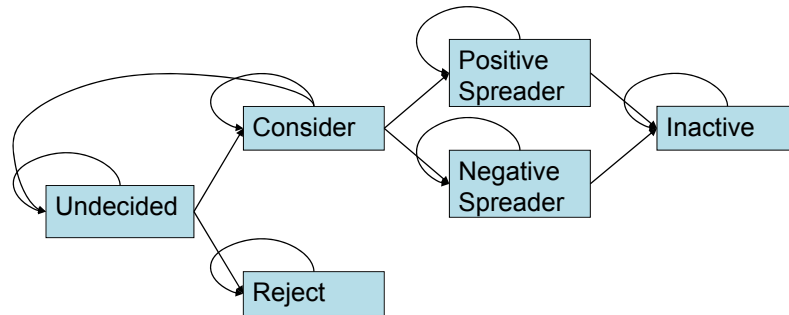 Positive
Spreader
Consider
Inactive
Negative
Spreader
Undecided
Reject